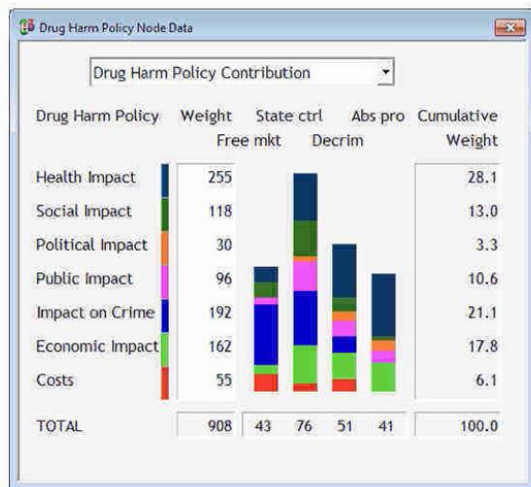 Drug Harm Policy Node Data
Drug Harm Policy Contribution
Drug Harm Policy Weight State ctrl Abs pro Cumulative
Free mkt Decrim Weight
Health Impact 255 28.1
Social Impact 118 13.0
Political Impact 30 3.3
Public Impact 96 10.6
Impact on Crime 192 21.1
Economic Impact 162 17.8
Costs 55 6.1
TOTAL 908 43 76 51 41 100.0